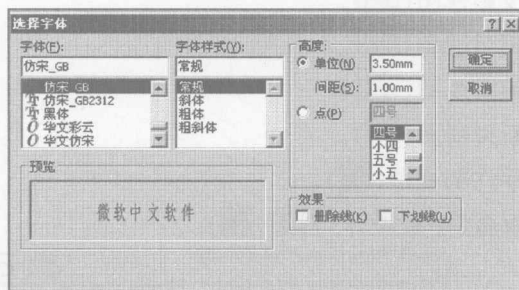 选择字体
字体(F):
仿宋_GB
仿宋_GB
仿宋_GB2312
黑体
华文彩云
华文仿宋
字体样式(Y):
常规
常规
斜体
粗体
粗斜体
高度:
单位(N) 3.50mm
间距(S): 1.00mm
点(P) 四号
四号
小四
五号
小五
确定
取消
预览
微软中文软件
效果
删除线(K) 下划线(U)